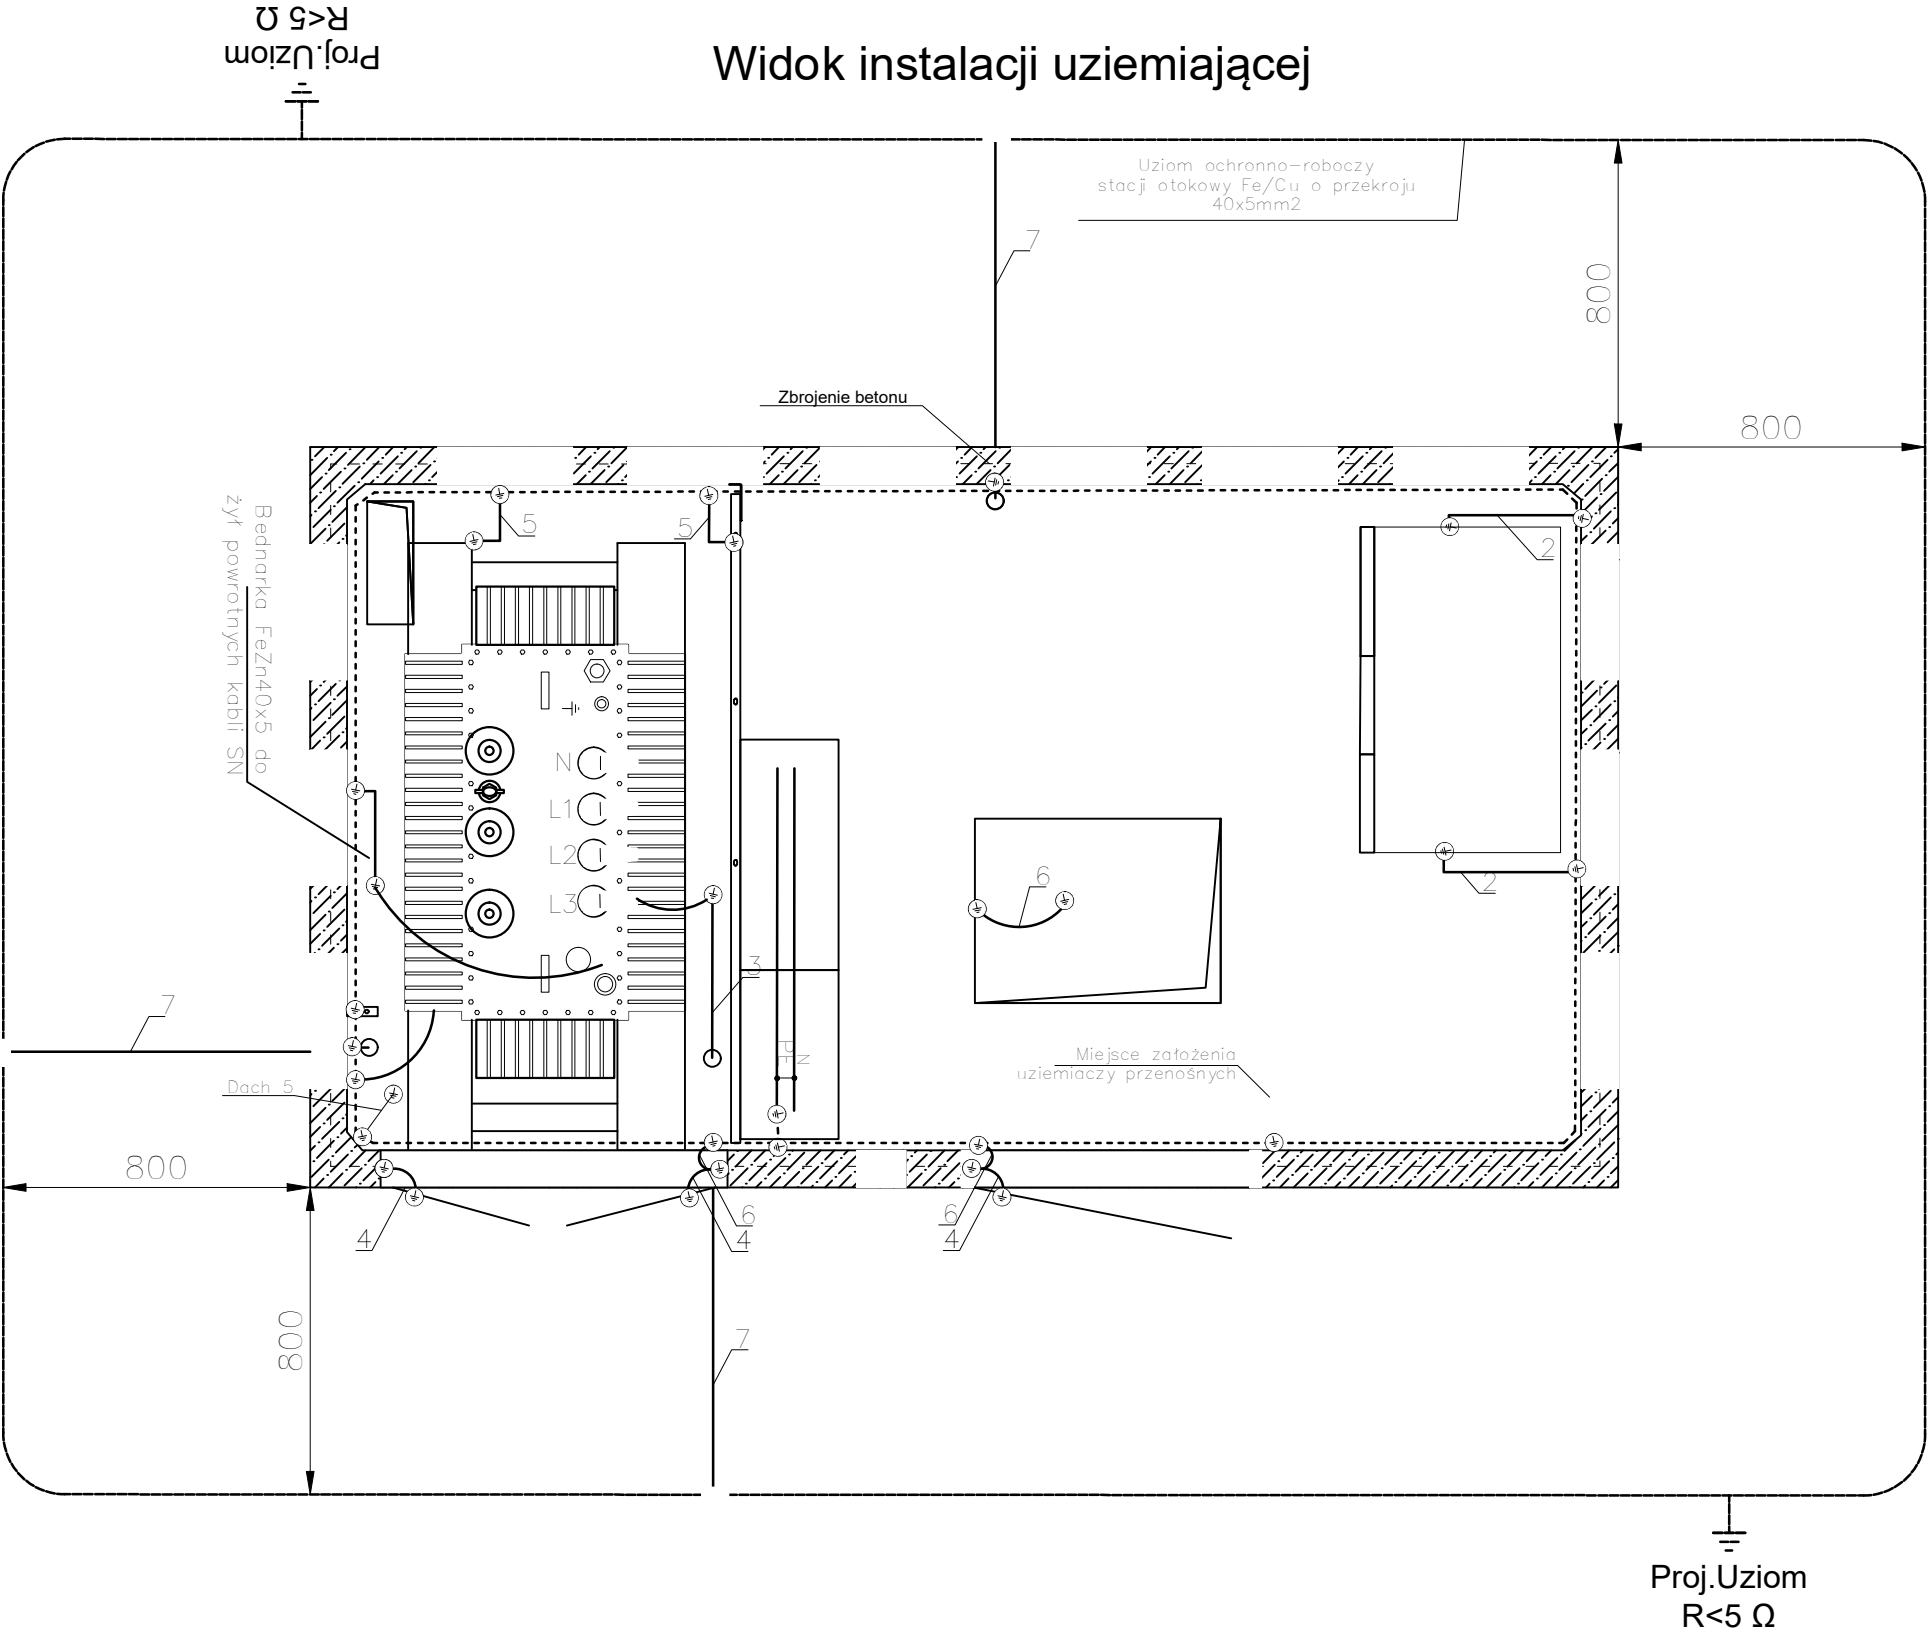 Proj.Uziom
R<5 Ω
Widok instalacji uziemiającej
Uziom ochronno-roboczy
stacji otokowy Fe/Cu o przekroju
40x5mm2
7
800
800
Zbrojenie betonu
Bednarka FeZn40x5 do
żył powrotnych kabli SN
5
5
2
N
L1
L2
L3
6
2
3
7
PE
N
Miejsce założenia
uziemiaczy przenośnych
Dach 5
800
4
6
4
6
4
800
7
Proj.Uziom
R<5 Ω